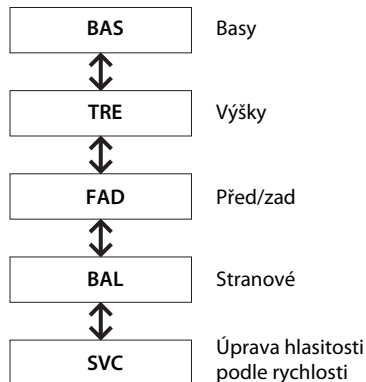 BAS Basy
TRE Výšky
FAD Před/zad
BAL Stranové
SVC Úprava hlasitosti
podle rychlosti